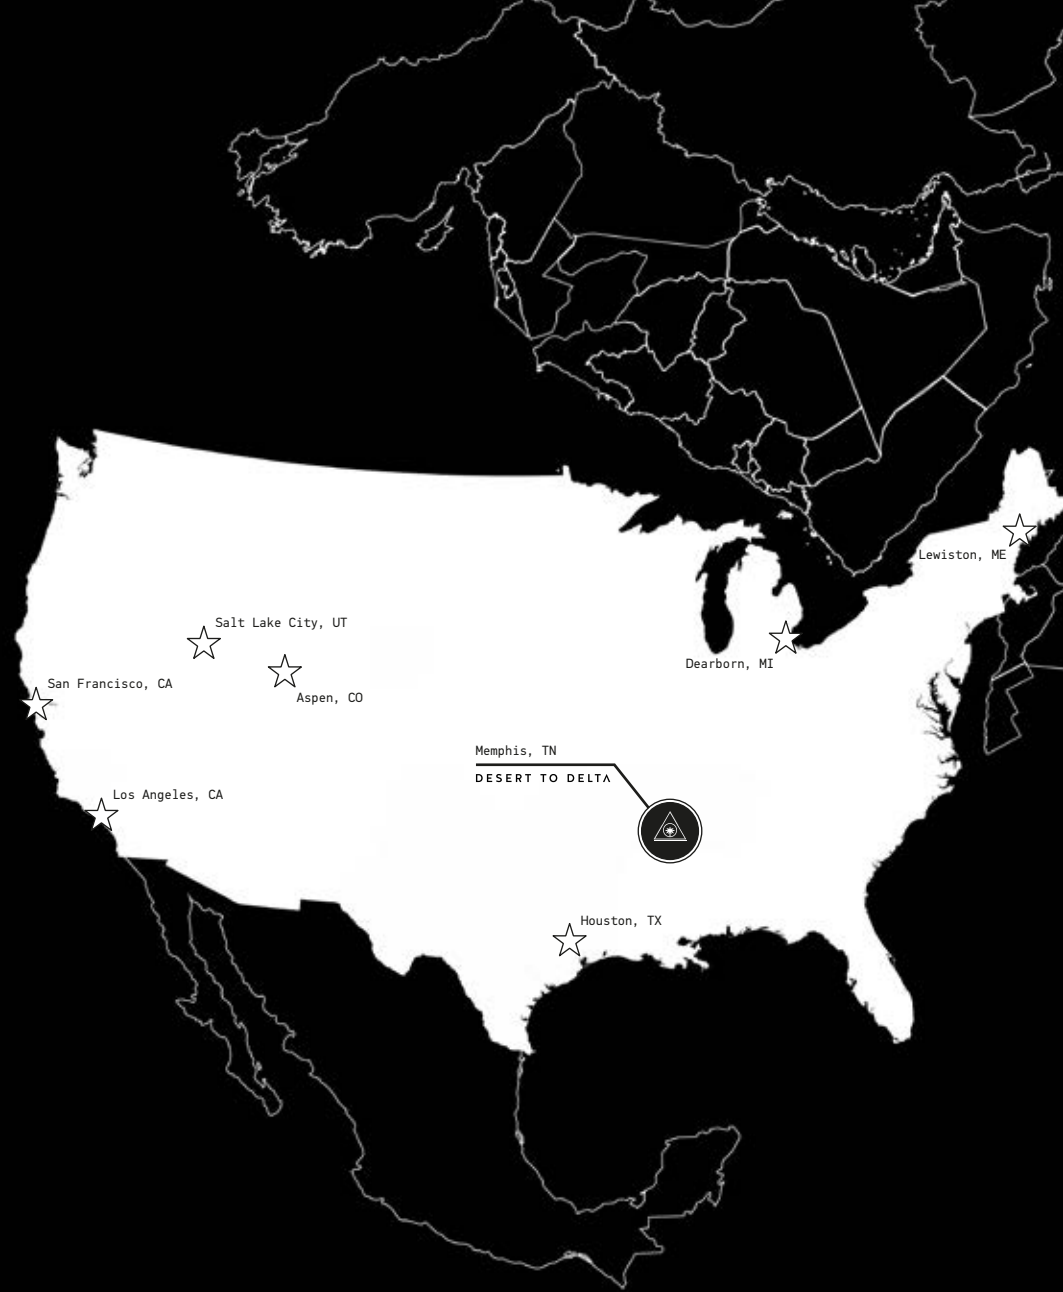 Lewiston, ME
Salt Lake City, UT
Dearborn, MI
San Francisco, CA
Aspen, CO
Memphis, TN
DESERT TO DELTA
Los Angeles, CA
Houston, TX